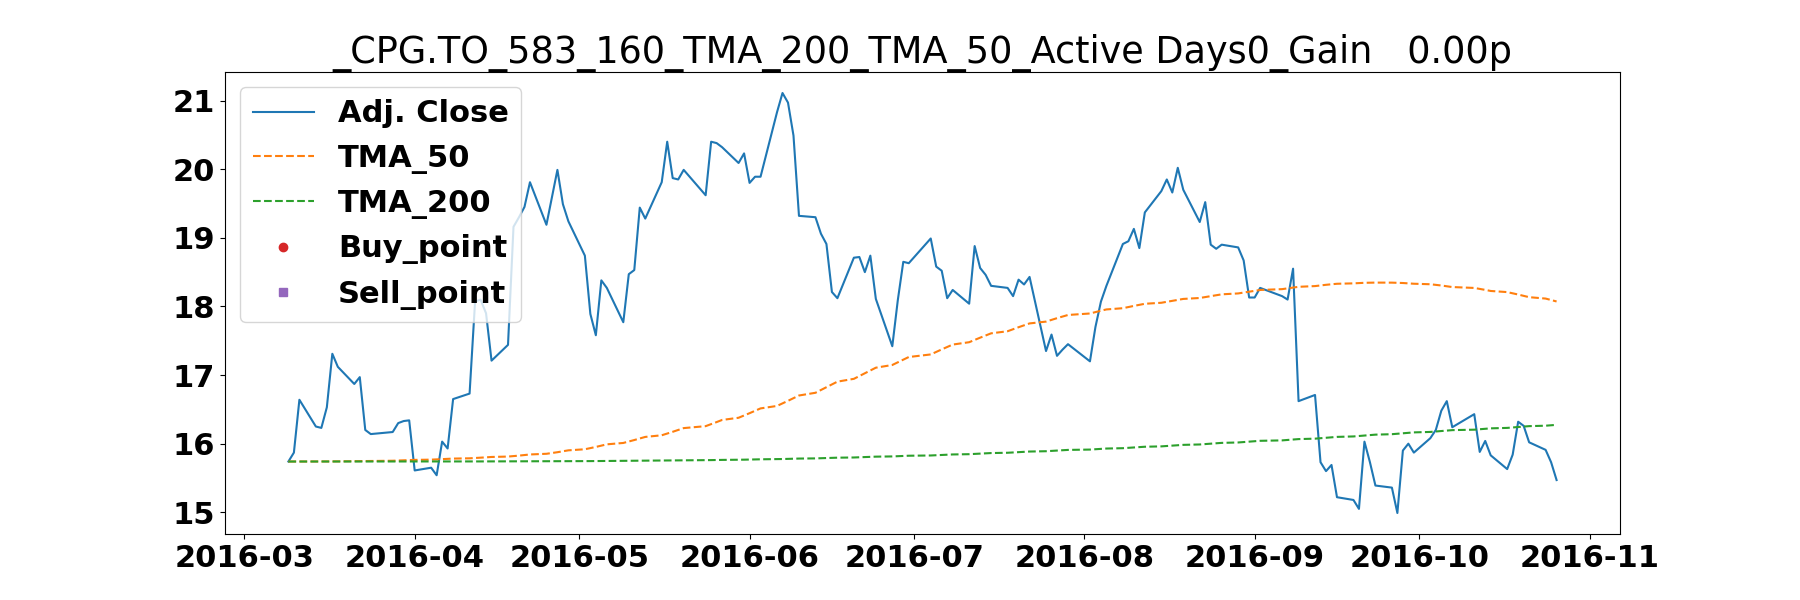 _CPG.TO_583_160_TMA_200_TMA_50_Active Days0_Gain   0.00p
Adj. Close
TMA_50
TMA_200
Buy_point
Sell_point
21
20
19
18
17
16
15
2016-03 2016-04 2016-05 2016-06 2016-07 2016-08 2016-09 2016-10 2016-11